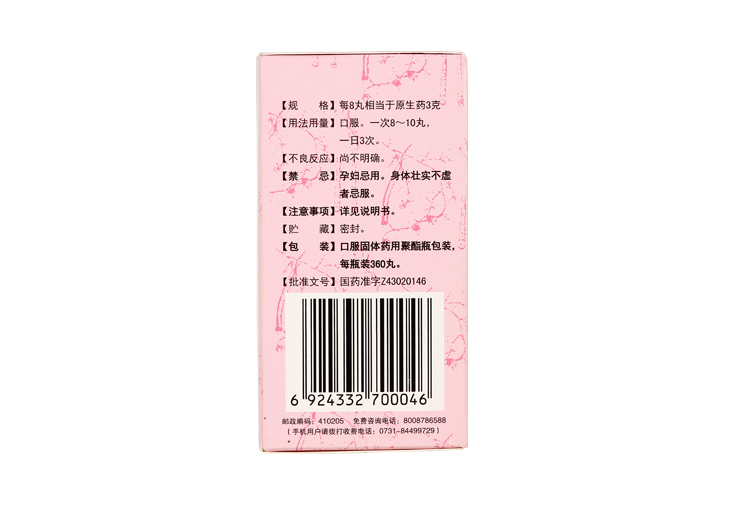 【规　　格】每8丸相当于原生药3克
【用法用量】口服。一次8～10丸，
一日3次。
【不良反应】尚不明确。
【禁　　忌】孕妇忌用。身体壮实不虚
者忌服。
【注意事项】详见说明书。
【贮　　藏】密封。
【包　　装】口服固体药用聚酯瓶包装，
每瓶装360丸。
【批准文号】国药准字Z43020146
6 924332 700046
邮政编码：410205　免费咨询电话：8008786588
（手机用户请拨打收费电话：0731-84499729）